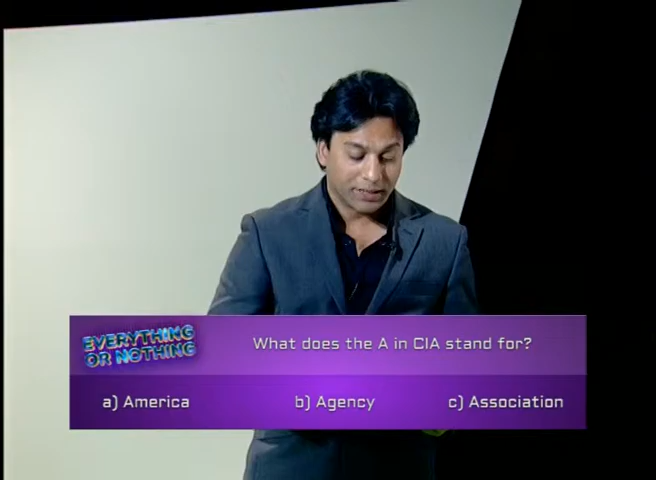 EVERYTHING
OR NOTHING
What does the A in CIA stand for?
a) America
b) Agency
c) Association